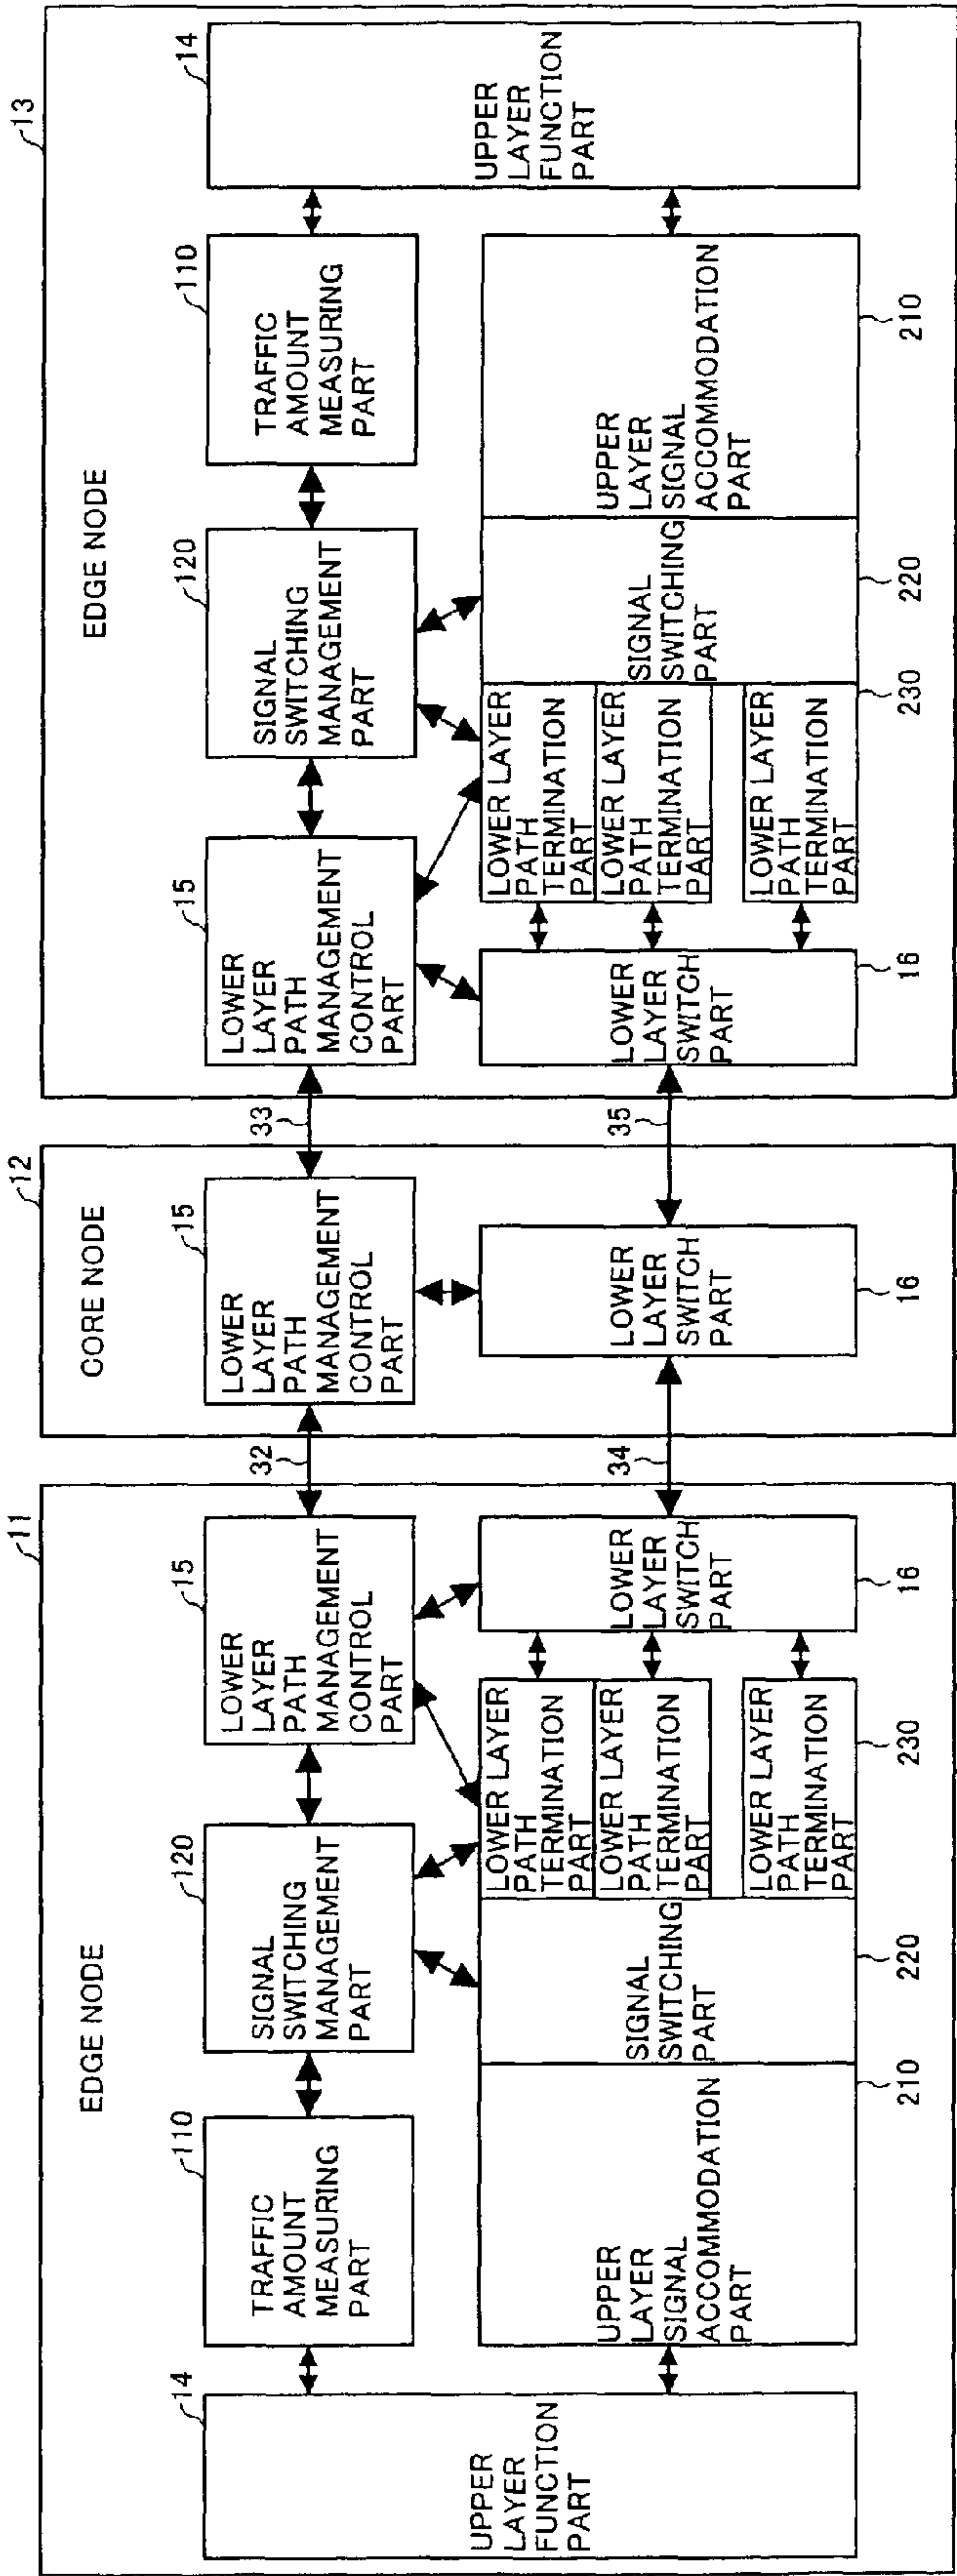 11
EDGE NODE
14
UPPER
LAYER
FUNCTION
PART
110
TRAFFIC
AMOUNT
MEASURING
PART
120
SIGNAL
SWITCHING
MANAGEMENT
PART
15
LOWER
LAYER
PATH
MANAGEMENT
CONTROL
PART
UPPER
LAYER
SIGNAL
ACCOMMODATION
PART
210
SIGNAL
SWITCHING
PART
220
LOWER LAYER
PATH
TERMINATION
PART
LOWER LAYER
PATH
TERMINATION
PART
LOWER LAYER
PATH
TERMINATION
PART
230
LOWER
LAYER
SWITCH
PART
16
32
34
12
CORE NODE
15
LOWER
LAYER
PATH
MANAGEMENT
CONTROL
PART
LOWER
LAYER
SWITCH
PART
16
33
35
13
EDGE NODE
15
LOWER
LAYER
PATH
MANAGEMENT
CONTROL
PART
120
SIGNAL
SWITCHING
MANAGEMENT
PART
110
TRAFFIC
AMOUNT
MEASURING
PART
14
UPPER
LAYER
FUNCTION
PART
LOWER
LAYER
SWITCH
PART
16
LOWER LAYER
PATH
TERMINATION
PART
LOWER LAYER
PATH
TERMINATION
PART
LOWER LAYER
PATH
TERMINATION
PART
230
SIGNAL
SWITCHING
PART
220
UPPER
LAYER
SIGNAL
ACCOMMODATION
PART
210